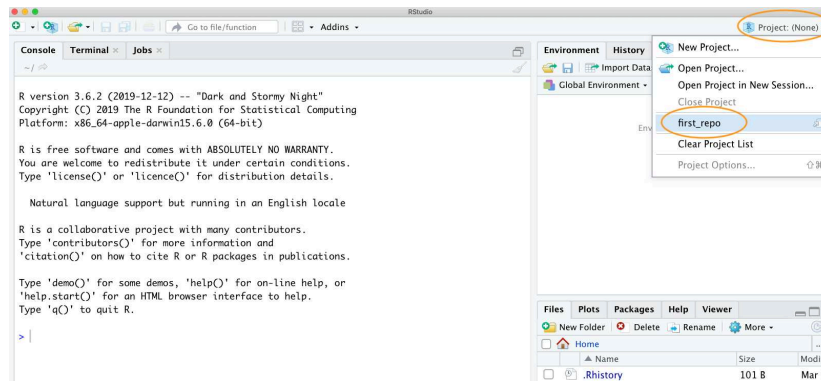 RStudio
Go to file/function
Addins
Project: (None)
Console Terminal Jobs
~/
R version 3.6.2 (2019-12-12) -- "Dark and Stormy Night"
Copyright (C) 2019 The R Foundation for Statistical Computing
Platform: x86_64-apple-darwin15.6.0 (64-bit)
R is free software and comes with ABSOLUTELY NO WARRANTY.
You are welcome to redistribute it under certain conditions.
Type 'license()' or 'licence()' for distribution details.
Natural language support but running in an English locale
R is a collaborative project with many contributors.
Type 'contributors()' for more information and
'citation()' on how to cite R or R packages in publications.
Type 'demo()' for some demos, 'help()' for on-line help, or
'help.start()' for an HTML browser interface to help.
Type 'q()' to quit R.
>
Environment History
Import Data
Global Environment
Env
New Project...
Open Project...
Open Project in New Session...
Close Project
first_repo
Clear Project List
Project Options... ⇧⌘
Files Plots Packages Help Viewer
New Folder Delete Rename More
Home ..
Name Size Modi
.Rhistory 101 B Mar